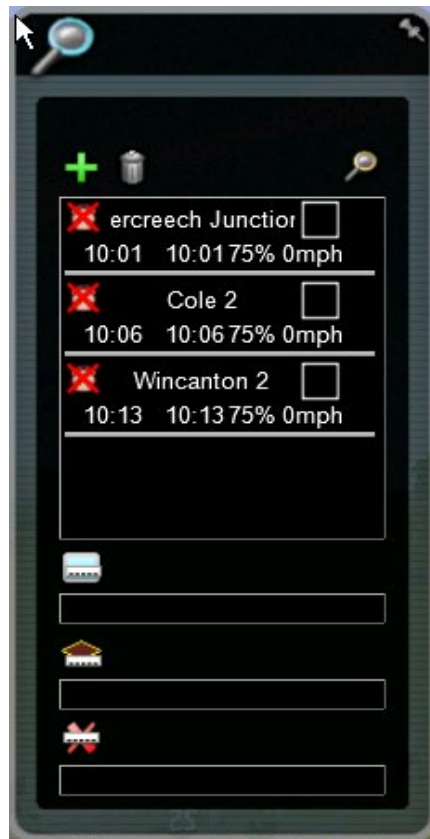 ercreech Junctior
10:01 10:01 75% 0mph
Cole 2
10:06 10:06 75% 0mph
Wincanton 2
10:13 10:13 75% 0mph